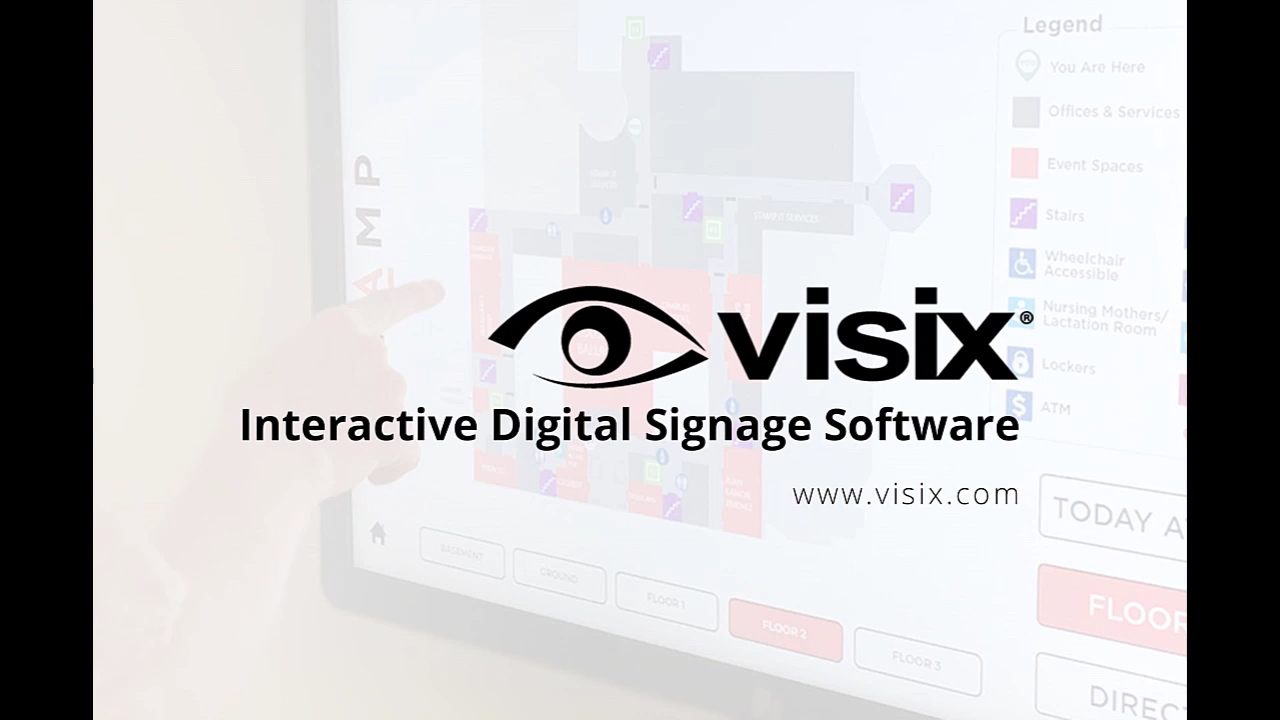 Legend
You Are Here
Offices & Services
Event Spaces
Stairs
Wheelchair
Accessible
Nursing Mothers/
Lactation Room
Lockers
ATM
AMP
STAMP IT SERVICES
visix®
Interactive Digital Signage Software
www.visix.com
TODAY A
BASEMENT
GROUND
FLOOR 1
FLOOR 2
FLOOR 3
FLOOR
DIREC